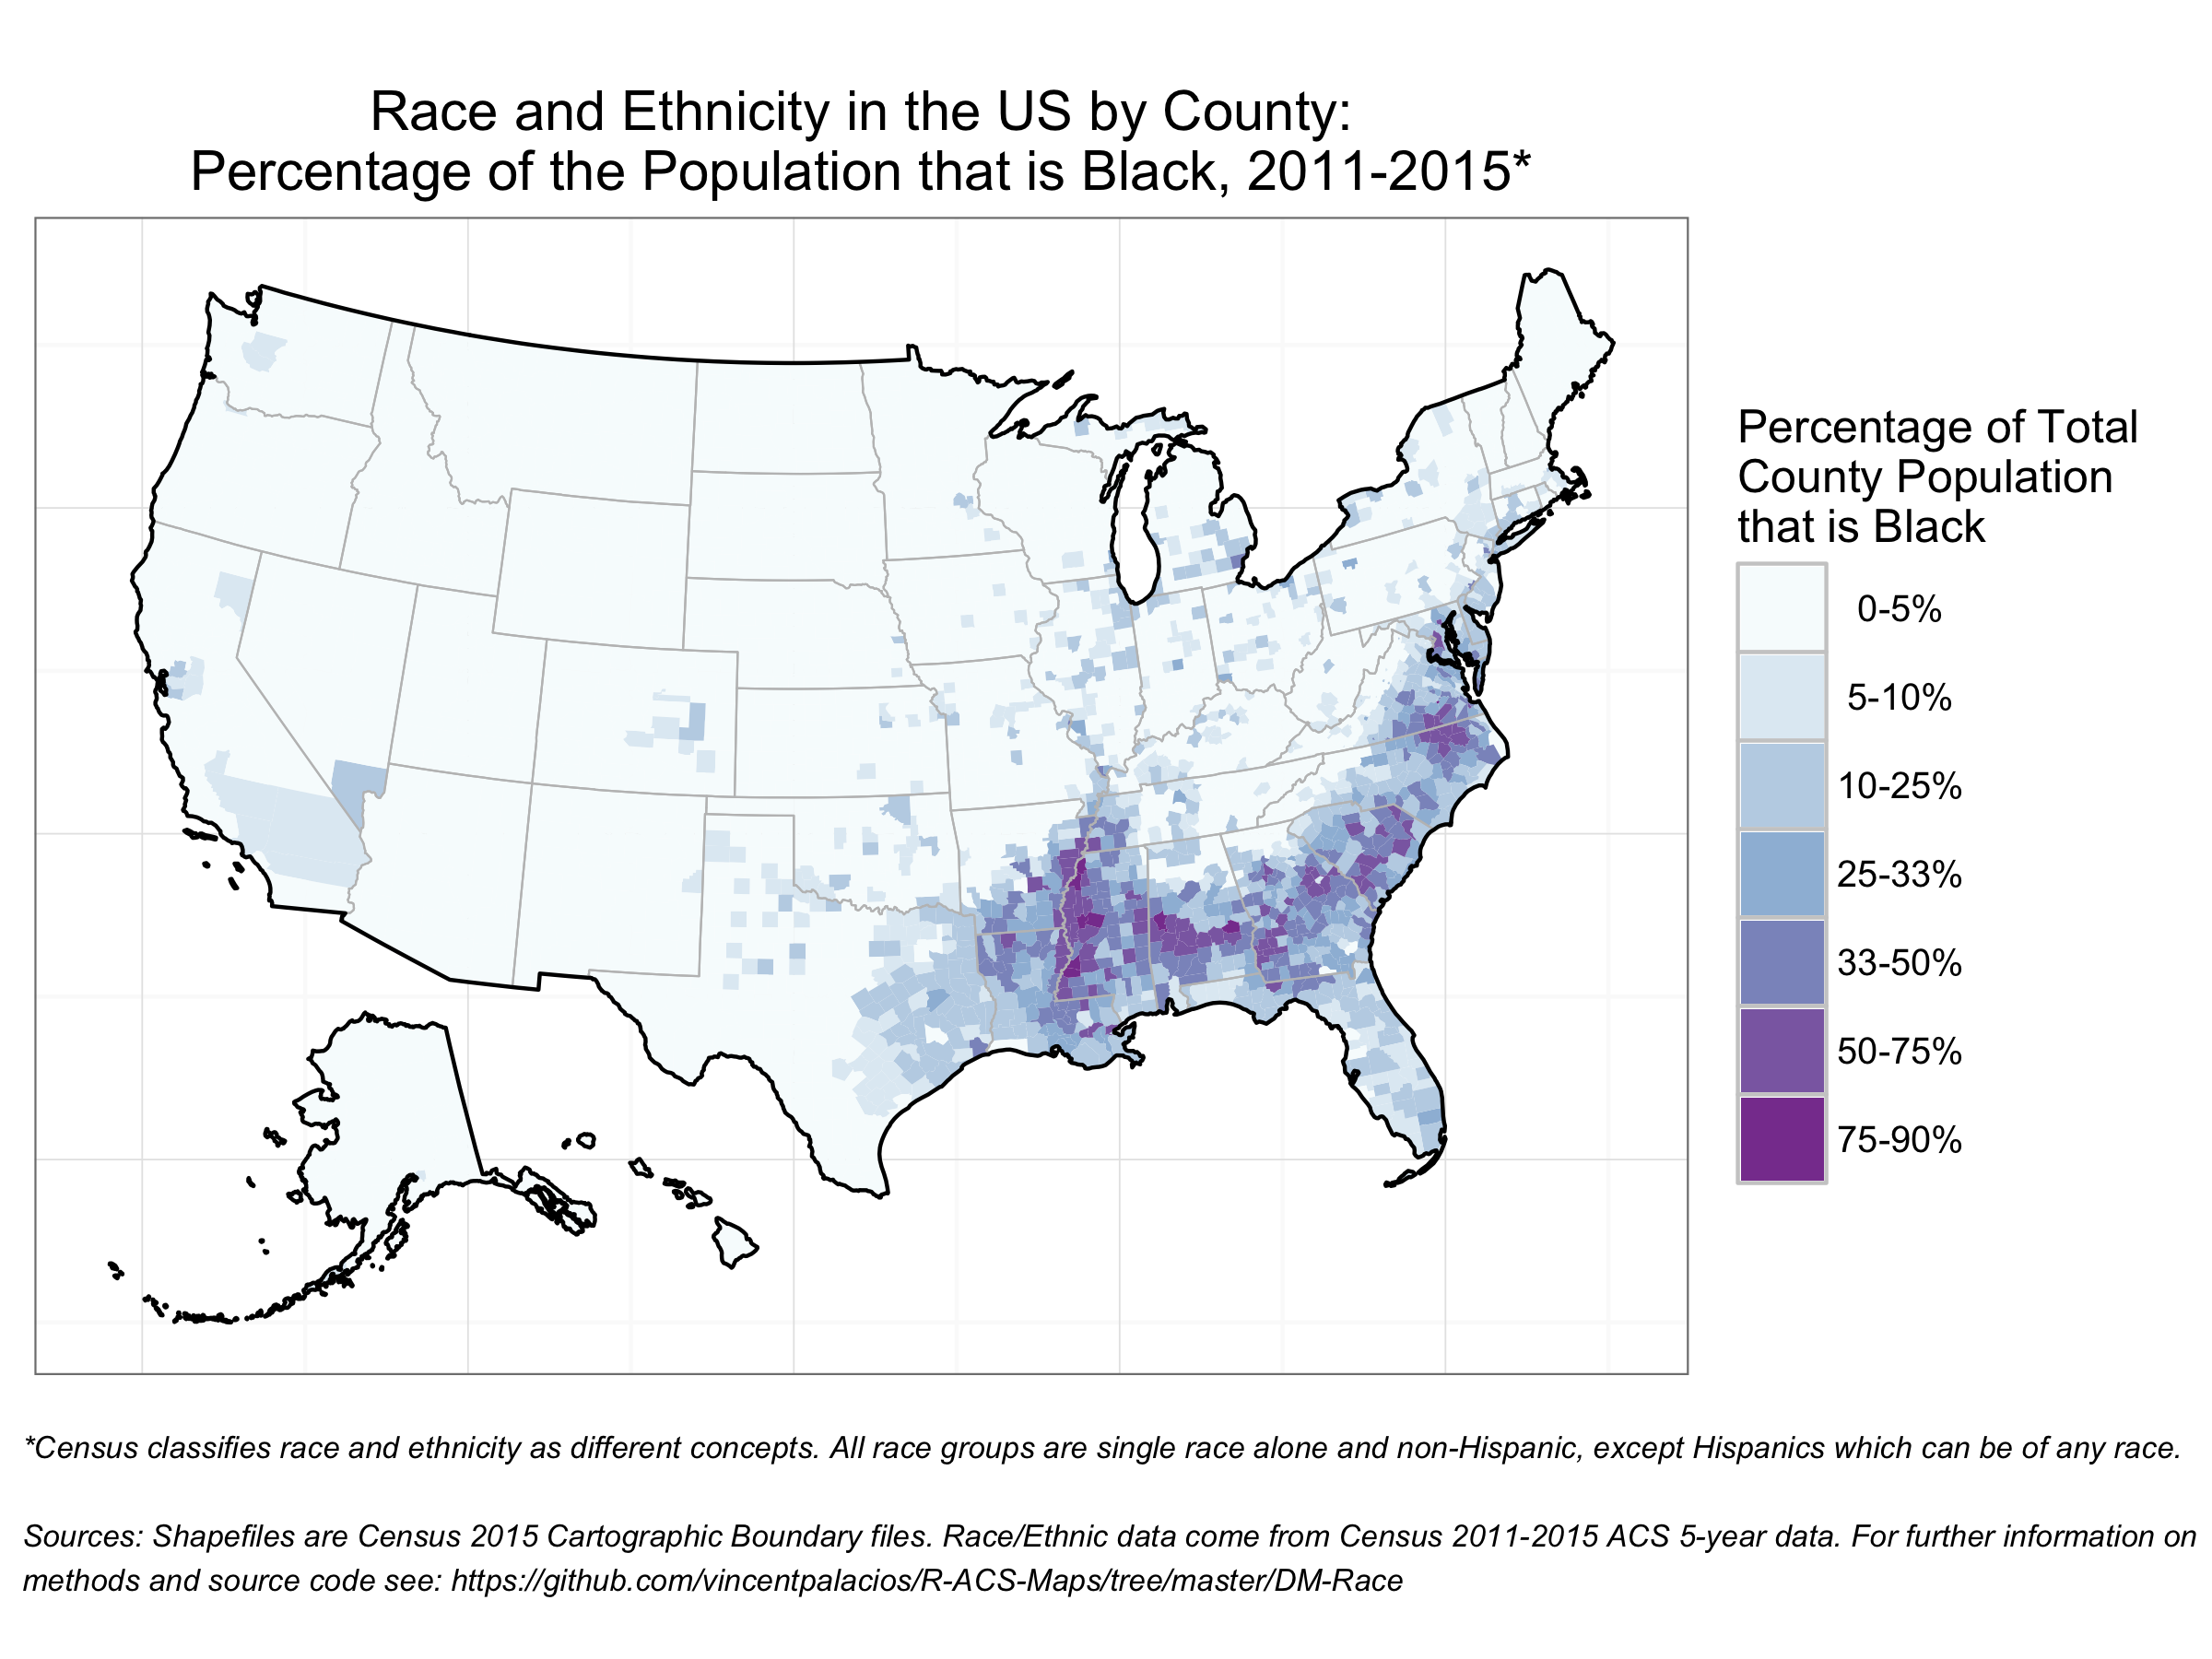 Race and Ethnicity in the US by County:
Percentage of the Population that is Black, 2011-2015*
Percentage of Total
County Population
that is Black
0-5%
5-10%
10-25%
25-33%
33-50%
50-75%
75-90%
*Census classifies race and ethnicity as different concepts. All race groups are single race alone and non-Hispanic, except Hispanics which can be of any race.
Sources: Shapefiles are Census 2015 Cartographic Boundary files. Race/Ethnic data come from Census 2011-2015 ACS 5-year data. For further information on
methods and source code see: https://github.com/vincentpalacios/R-ACS-Maps/tree/master/DM-Race